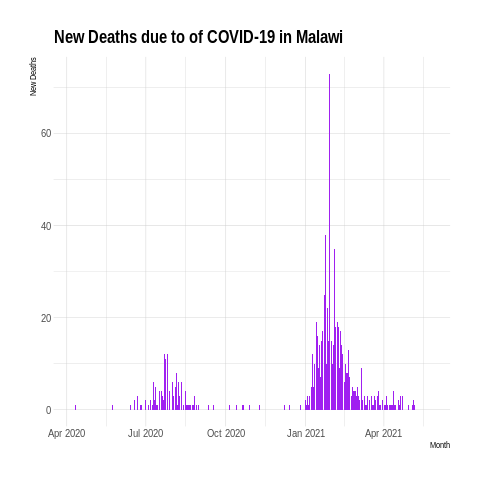 New Deaths due to of COVID-19 in Malawi
New Deaths
60
40
20
0
Apr 2020 Jul 2020 Oct 2020 Jan 2021 Apr 2021
Month